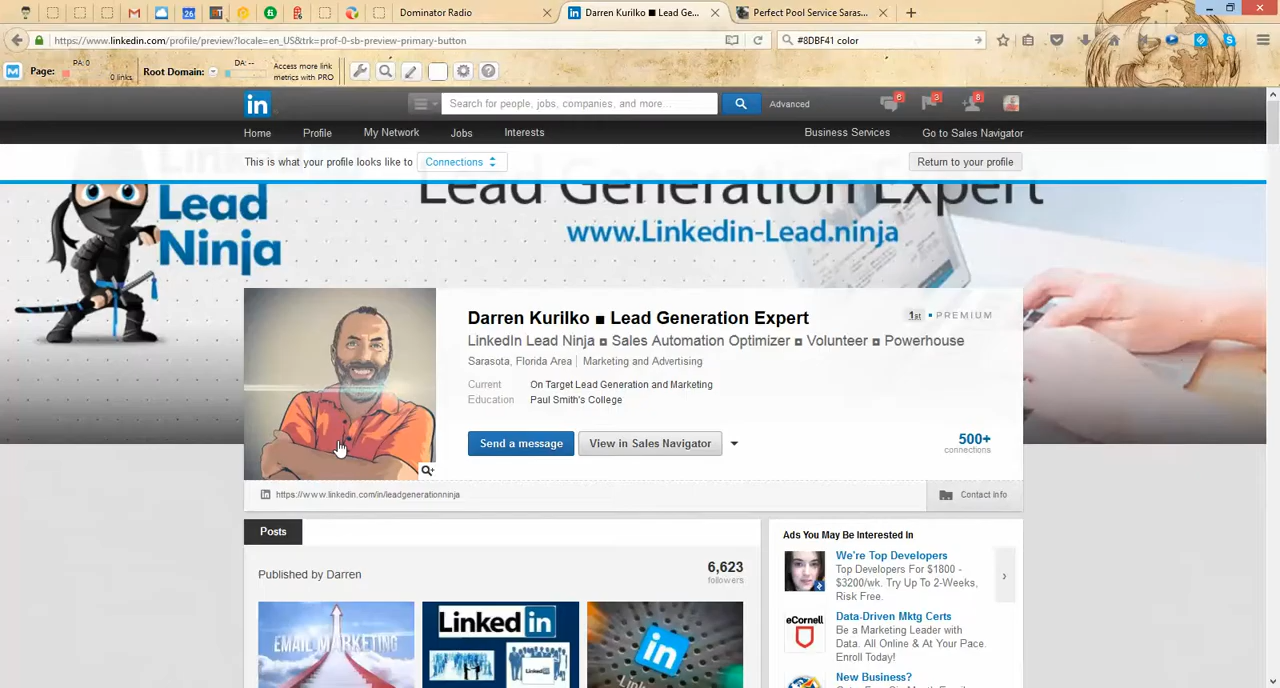 Dominator Radio
Darren Kurilko ■ Lead Ge...
Perfect Pool Service Saras...
https://www.linkedin.com/profile/preview?locale=en_US&trk=prof-0-sb-preview-primary-button
#8DBF41 color
Page:
PA: 0
0 links
Root Domain:
DA: --
Access more link
metrics with PRO
in
Search for people, jobs, companies, and more...
Advanced
6
3
8
Home
Profile
My Network
Jobs
Interests
Business Services
Go to Sales Navigator
This is what your profile looks like to
Connections
Return to your profile
Lead
Ninja
Lead Generation Expert
www.Linkedin-Lead.ninja
Darren Kurilko ■ Lead Generation Expert
1st
PREMIUM
LinkedIn Lead Ninja ◘ Sales Automation Optimizer ◘ Volunteer ◘ Powerhouse
Sarasota, Florida Area | Marketing and Advertising
Current On Target Lead Generation and Marketing
Education Paul Smith's College
Send a message
View in Sales Navigator
500+
connections
https://www.linkedin.com/in/leadgenerationninja
Contact Info
Posts
Published by Darren
6,623
followers
EMAIL MARKETING
Linked in
in
Ads You May Be Interested In
We're Top Developers
Top Developers For $1800 -
$3200/wk. Try Up To 2-Weeks,
Risk Free.
eCornell
Data-Driven Mktg Certs
Be a Marketing Leader with
Data. All Online & At Your Pace.
Enroll Today!
New Business?